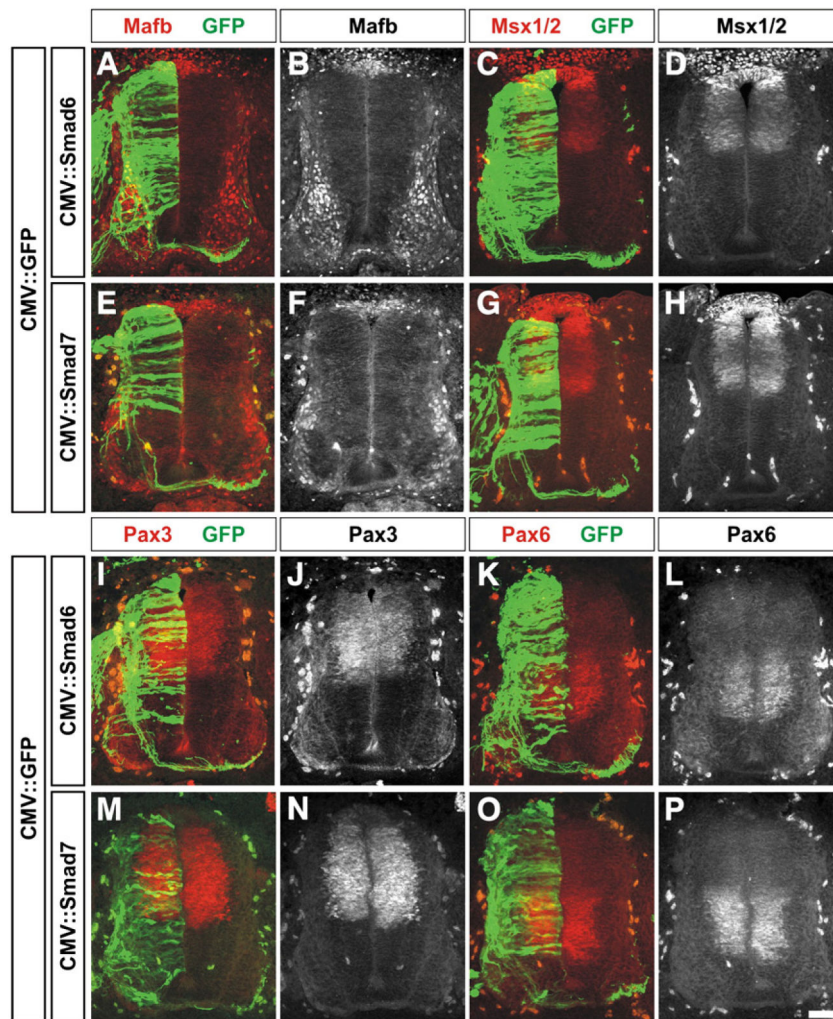 Mafb GFP
Mafb
Msx1/2 GFP
Msx1/2
CMV::GFP
CMV::Smad6
A
B
C
D
CMV::Smad7
E
F
G
H
Pax3 GFP
Pax3
Pax6 GFP
Pax6
CMV::GFP
CMV::Smad6
I
J
K
L
CMV::Smad7
M
N
O
P